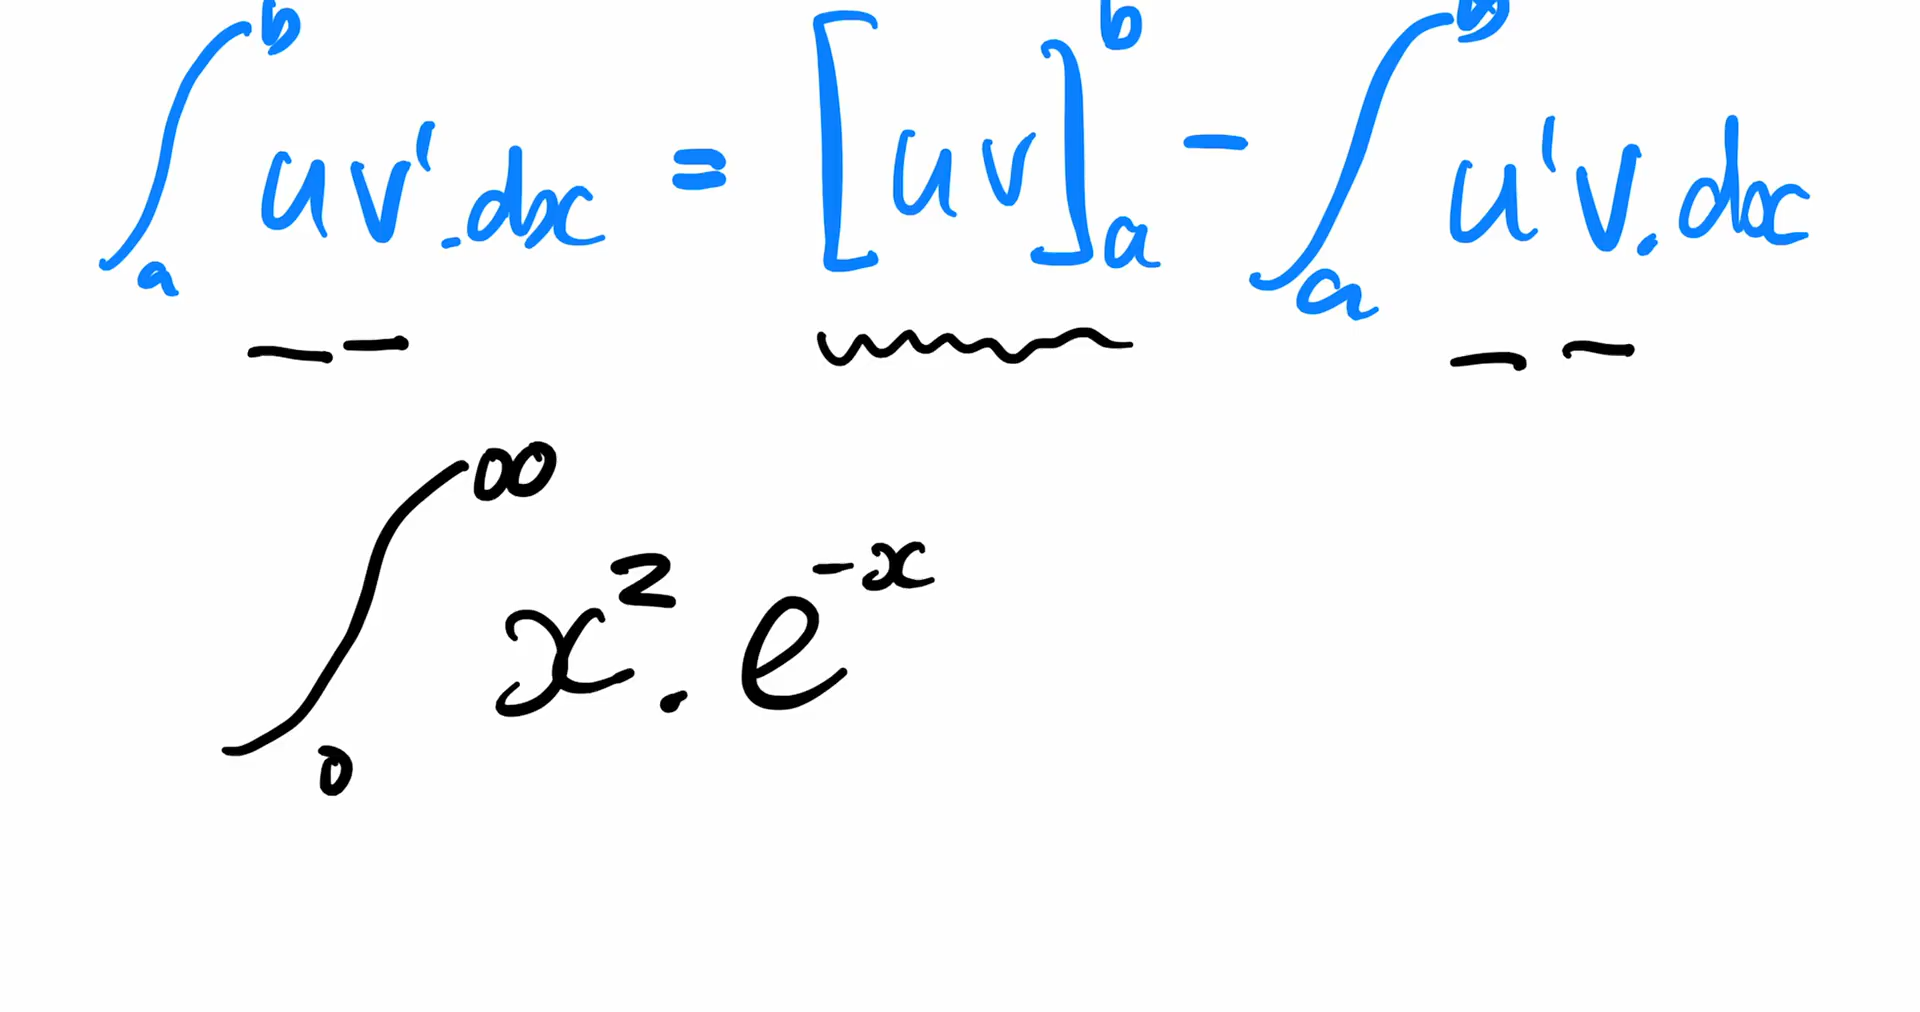 ∫ₐᵇ uv'.dx = [uv]ₐᵇ - ∫ₐᵇ u'v.dx
∫₀^∞ x².e^{-x}